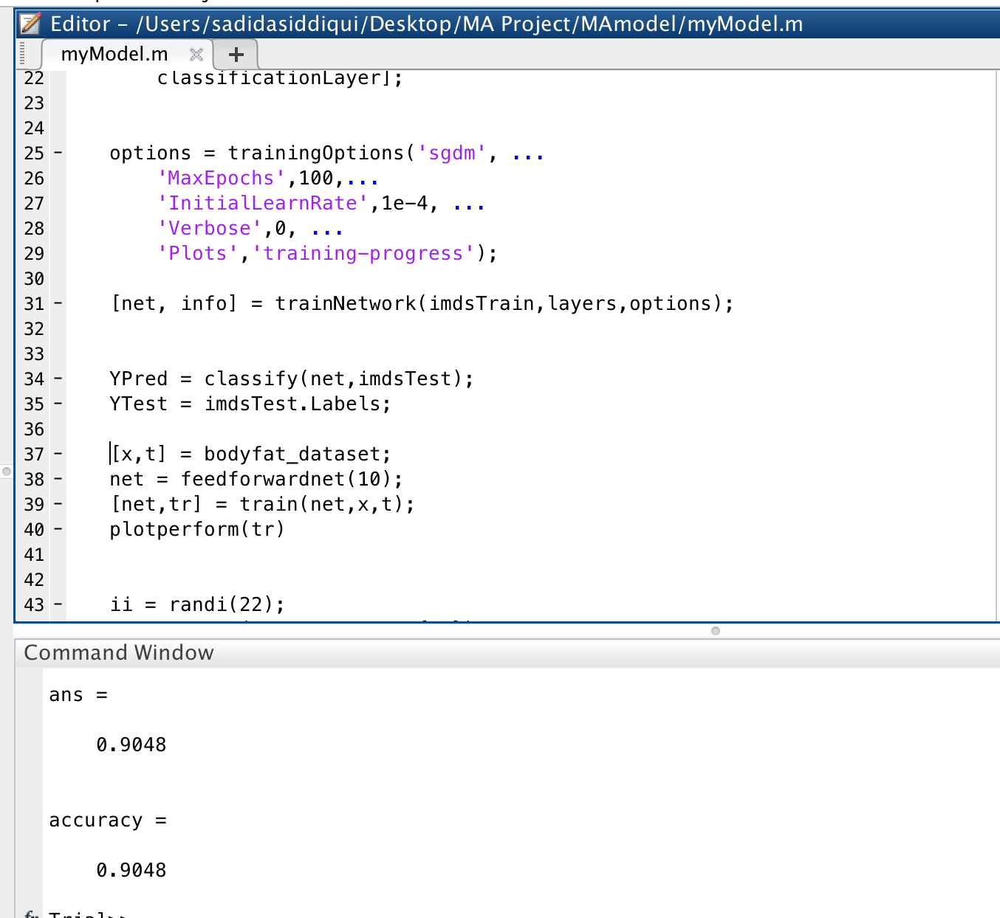 Editor – /Users/sadidasiddiqui/Desktop/MA Project/MAmodel/myModel.m
myModel.m
22 classificationLayer];
23
24
25 – options = trainingOptions('sgdm', ...
26 'MaxEpochs',100,...
27 'InitialLearnRate',1e-4, ...
28 'Verbose',0, ...
29 'Plots','training-progress');
30
31 – [net, info] = trainNetwork(imdsTrain,layers,options);
32
33
34 – YPred = classify(net,imdsTest);
35 – YTest = imdsTest.Labels;
36
37 – [x,t] = bodyfat_dataset;
38 – net = feedforwardnet(10);
39 – [net,tr] = train(net,x,t);
40 – plotperform(tr)
41
42
43 – ii = randi(22);
Command Window
ans =
0.9048
accuracy =
0.9048
fx Trial>>